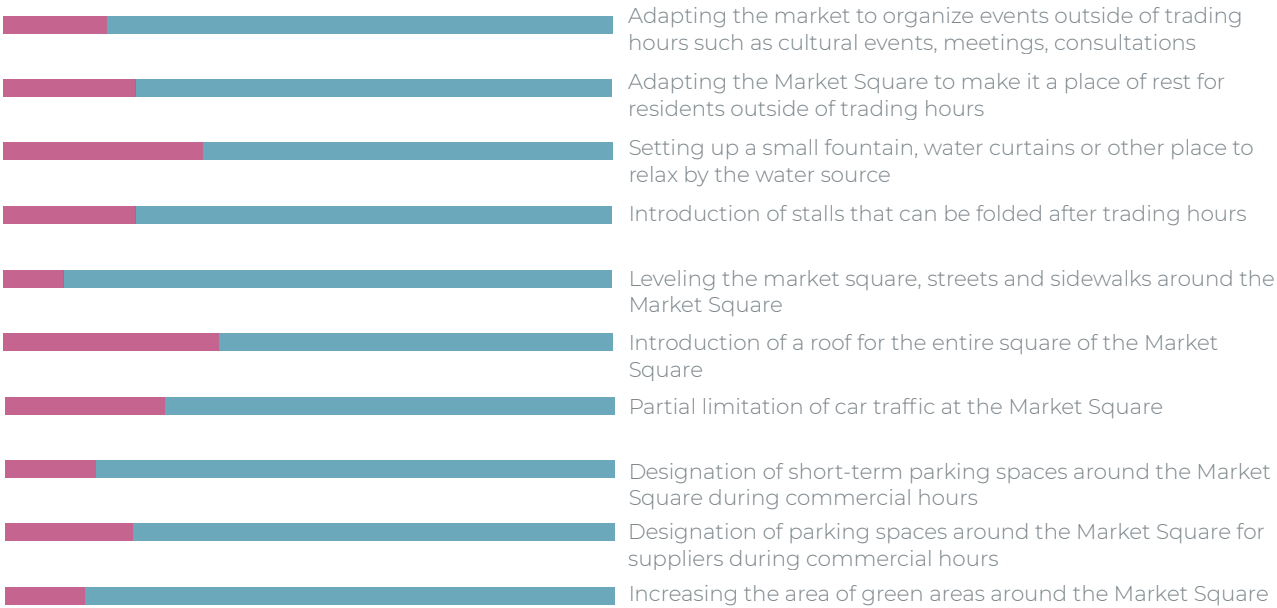 Adapting the market to organize events outside of trading
hours such as cultural events, meetings, consultations
Adapting the Market Square to make it a place of rest for
residents outside of trading hours
Setting up a small fountain, water curtains or other place to
relax by the water source
Introduction of stalls that can be folded after trading hours
Leveling the market square, streets and sidewalks around the
Market Square
Introduction of a roof for the entire square of the Market
Square
Partial limitation of car traffic at the Market Square
Designation of short-term parking spaces around the Market
Square during commercial hours
Designation of parking spaces around the Market Square for
suppliers during commercial hours
Increasing the area of green areas around the Market Square